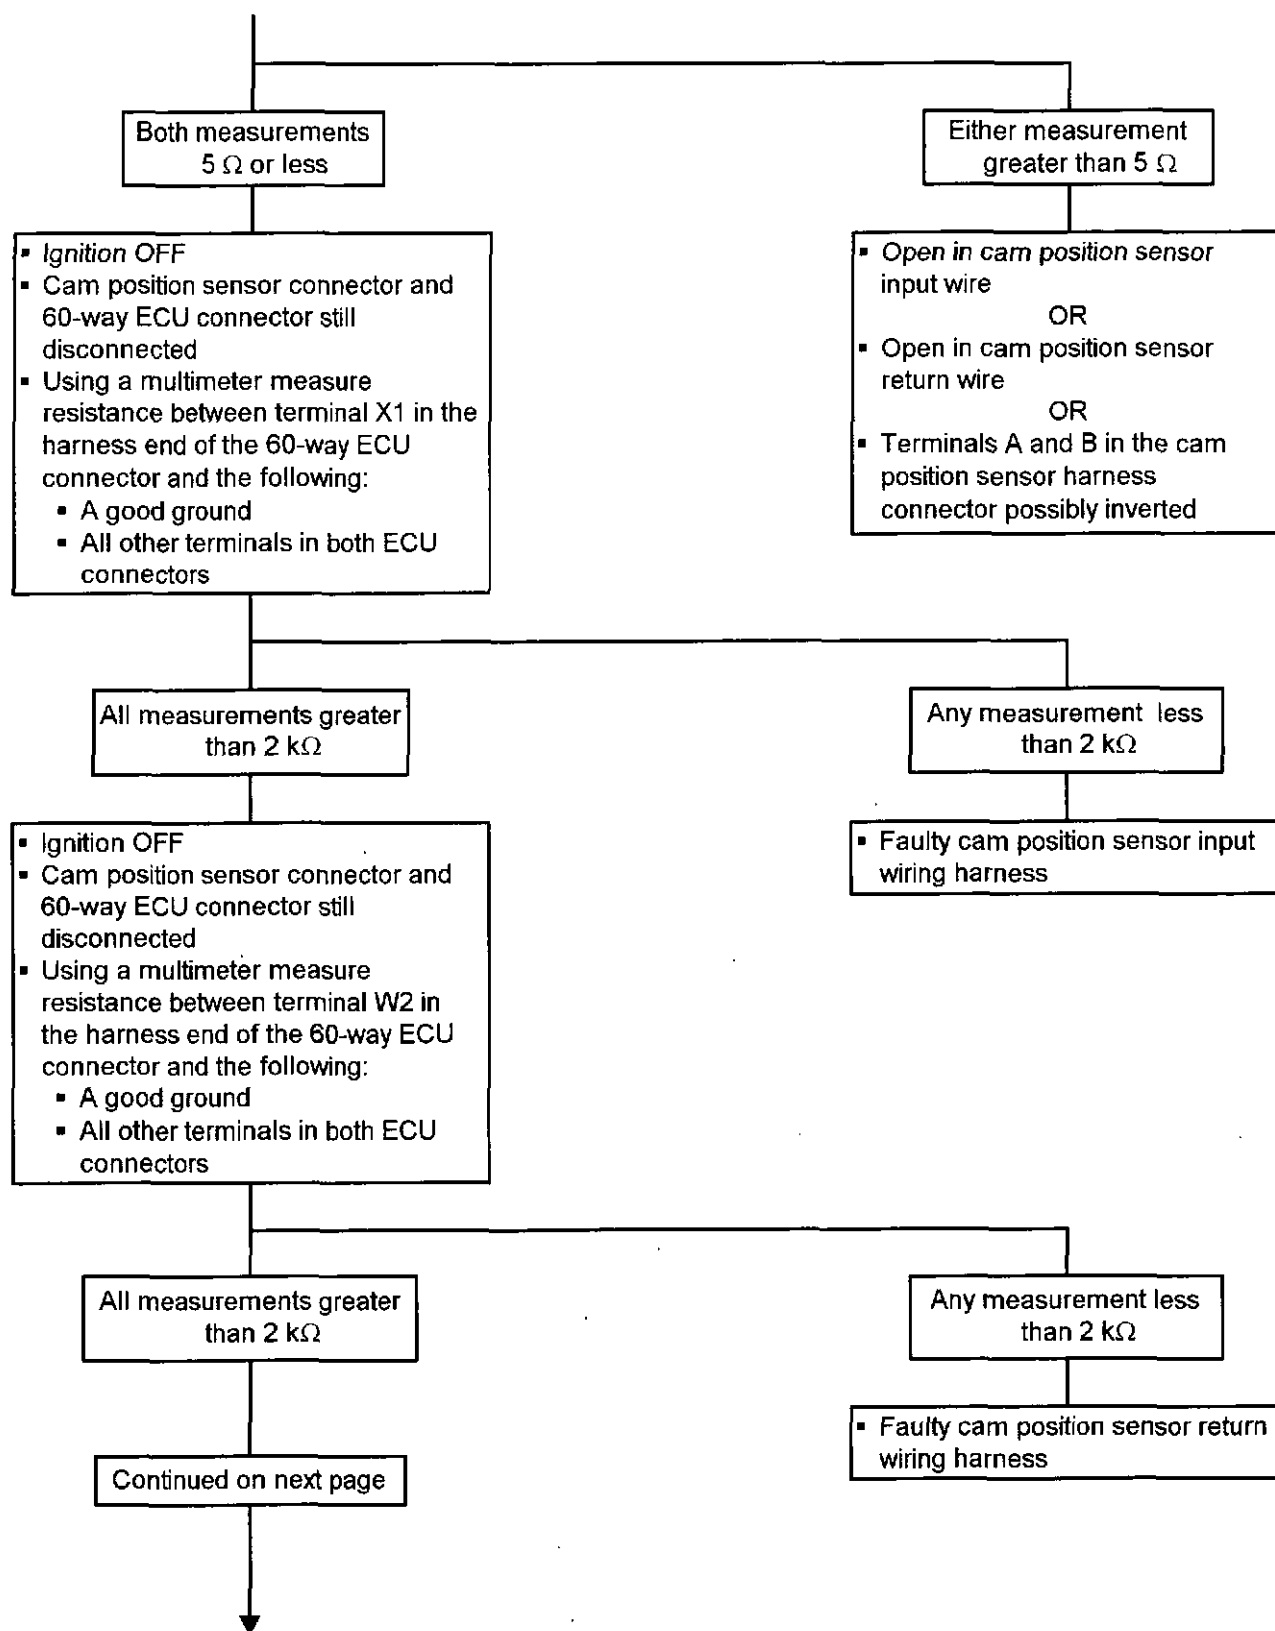 Both measurements
5 Ω or less
Either measurement
greater than 5 Ω
▪ Ignition OFF
▪ Cam position sensor connector and
60-way ECU connector still
disconnected
▪ Using a multimeter measure
resistance between terminal X1 in the
harness end of the 60-way ECU
connector and the following:
▪ A good ground
▪ All other terminals in both ECU
connectors
▪ Open in cam position sensor
input wire
OR
▪ Open in cam position sensor
return wire
OR
▪ Terminals A and B in the cam
position sensor harness
connector possibly inverted
All measurements greater
than 2 kΩ
Any measurement less
than 2 kΩ
▪ Ignition OFF
▪ Cam position sensor connector and
60-way ECU connector still
disconnected
▪ Using a multimeter measure
resistance between terminal W2 in
the harness end of the 60-way ECU
connector and the following:
▪ A good ground
▪ All other terminals in both ECU
connectors
▪ Faulty cam position sensor input
wiring harness
All measurements greater
than 2 kΩ
Any measurement less
than 2 kΩ
▪ Faulty cam position sensor return
wiring harness
Continued on next page